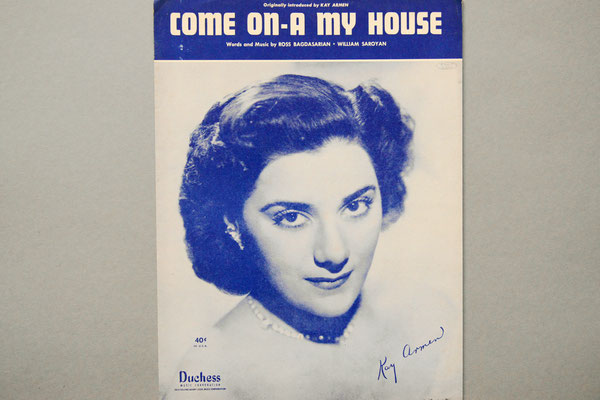 Originally Introduced by KAY ARMEN
COME ON-A MY HOUSE
Words and Music by ROSS BAGDASARIAN • WILLIAM SAROYAN
40¢
IN U.S.A.
Kay Armen
Duchess
MUSIC CORPORATION